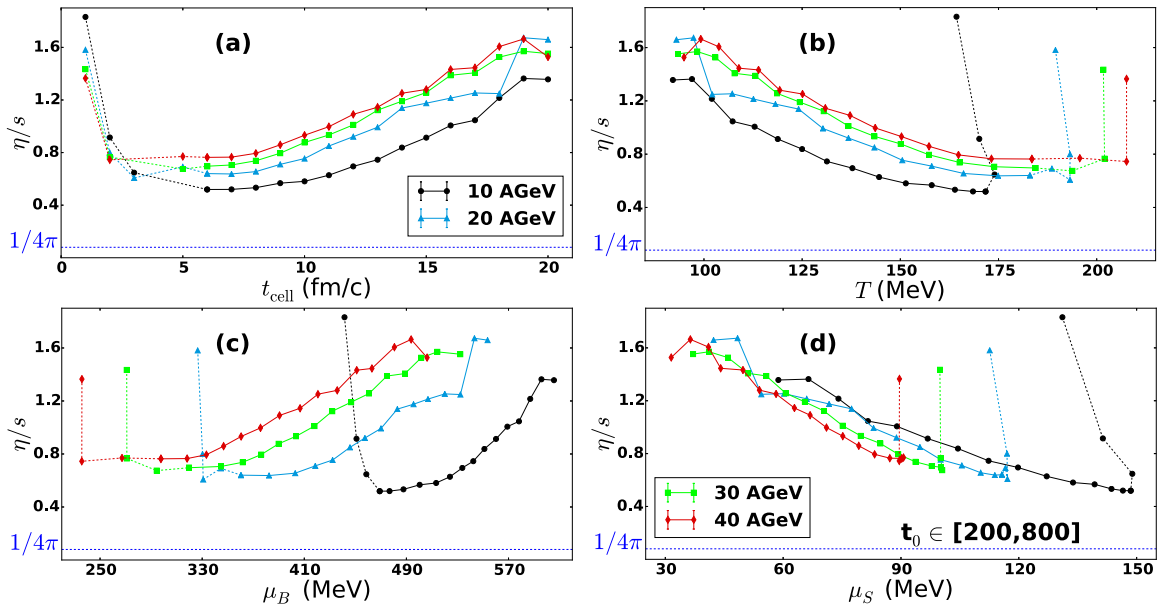 (a)
η/s
1.6
1.2
0.8
0.4
1/4π
10 AGeV
20 AGeV
0 5 10 15 20
t_cell (fm/c)
(b)
η/s
1.6
1.2
0.8
0.4
1/4π
100 125 150 175 200
T (MeV)
(c)
η/s
1.6
1.2
0.8
0.4
1/4π
250 330 410 490 570
μ_B (MeV)
(d)
η/s
1.6
1.2
0.8
0.4
1/4π
30 AGeV
40 AGeV
t_0 ∈ [200,800]
30 60 90 120 150
μ_S (MeV)